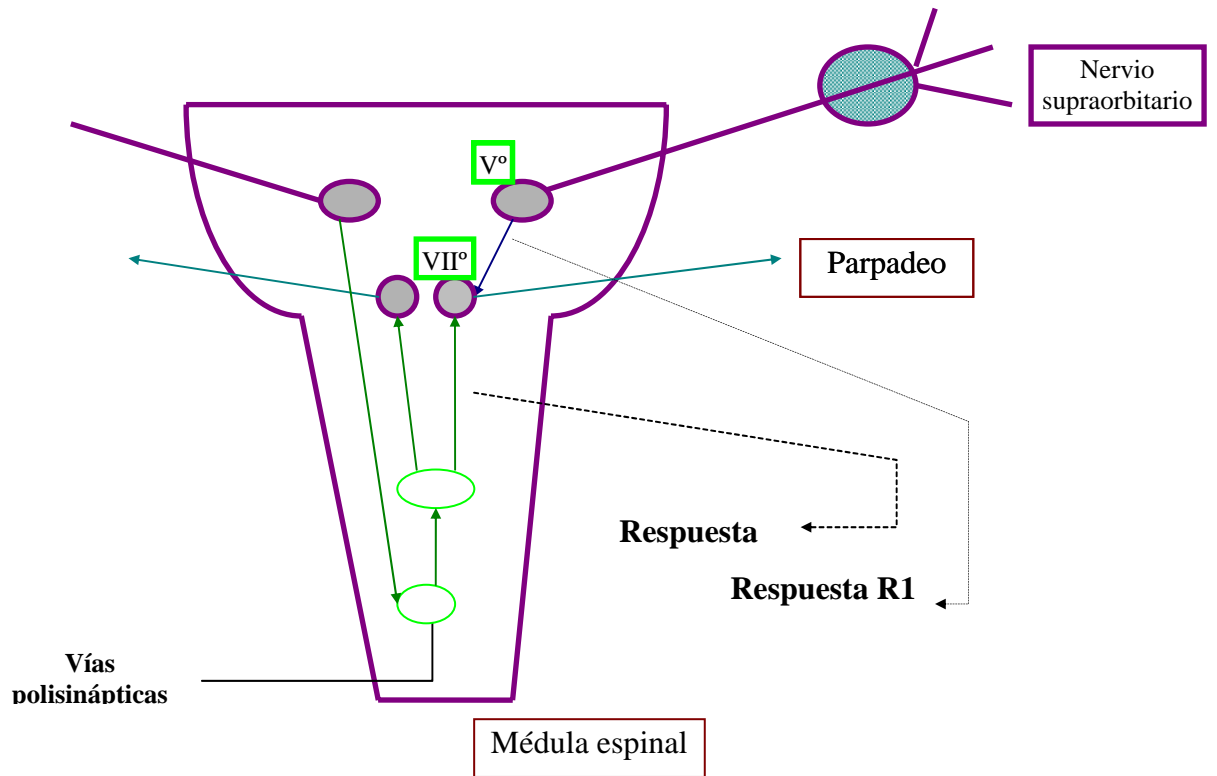 Nervio
supraorbitario
Vº
VIIº
Parpadeo
Respuesta
Respuesta R1
Vías
polisinápticas
Médula espinal